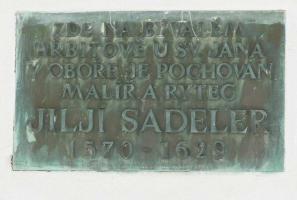 ZDE NA BÝVALÉM
HŘBITOVĚ U SV. JANA
V OBOŘE JE POCHOVÁN
MALÍŘ A RYTEC
JILJÍ SADELER
1570-1629